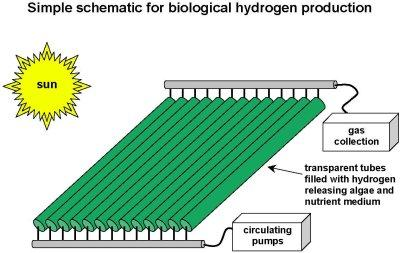 Simple schematic for biological hydrogen production
sun
gas
collection
transparent tubes
filled with hydrogen
releasing algae and
nutrient medium
circulating
pumps